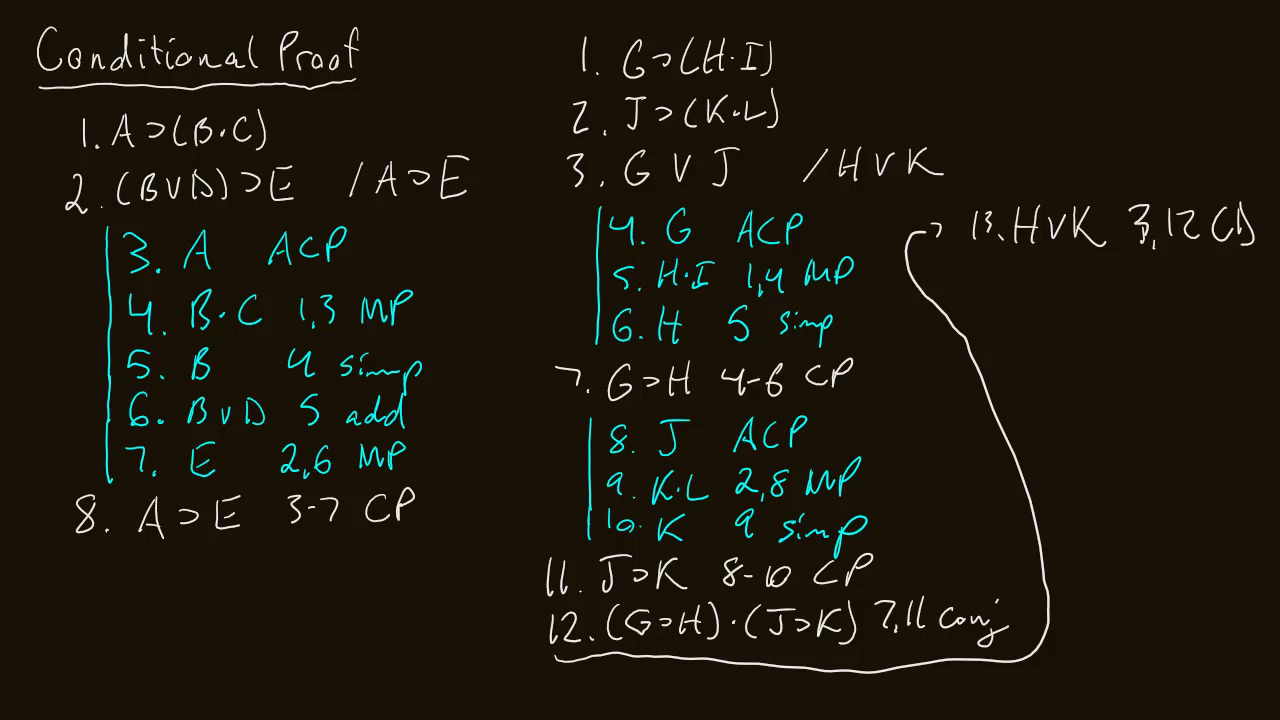 Conditional Proof
1. A⊃(B·C)
2. (B∨D)⊃E /A⊃E
3. A ACP
4. B·C 1,3 MP
5. B 4 simp
6. B∨D 5 add
7. E 2,6 MP
8. A⊃E 3-7 CP
1. G⊃(H·I)
2. J⊃(K·L)
3. G∨J /H∨K
4. G ACP
5. H·I 1,4 MP
6. H 5 simp
7. G⊃H 4-6 CP
8. J ACP
9. K·L 2,8 MP
10. K 9 simp
11. J⊃K 8-10 CP
12. (G⊃H)·(J⊃K) 7,11 conj
13. H∨K 3,12 CD